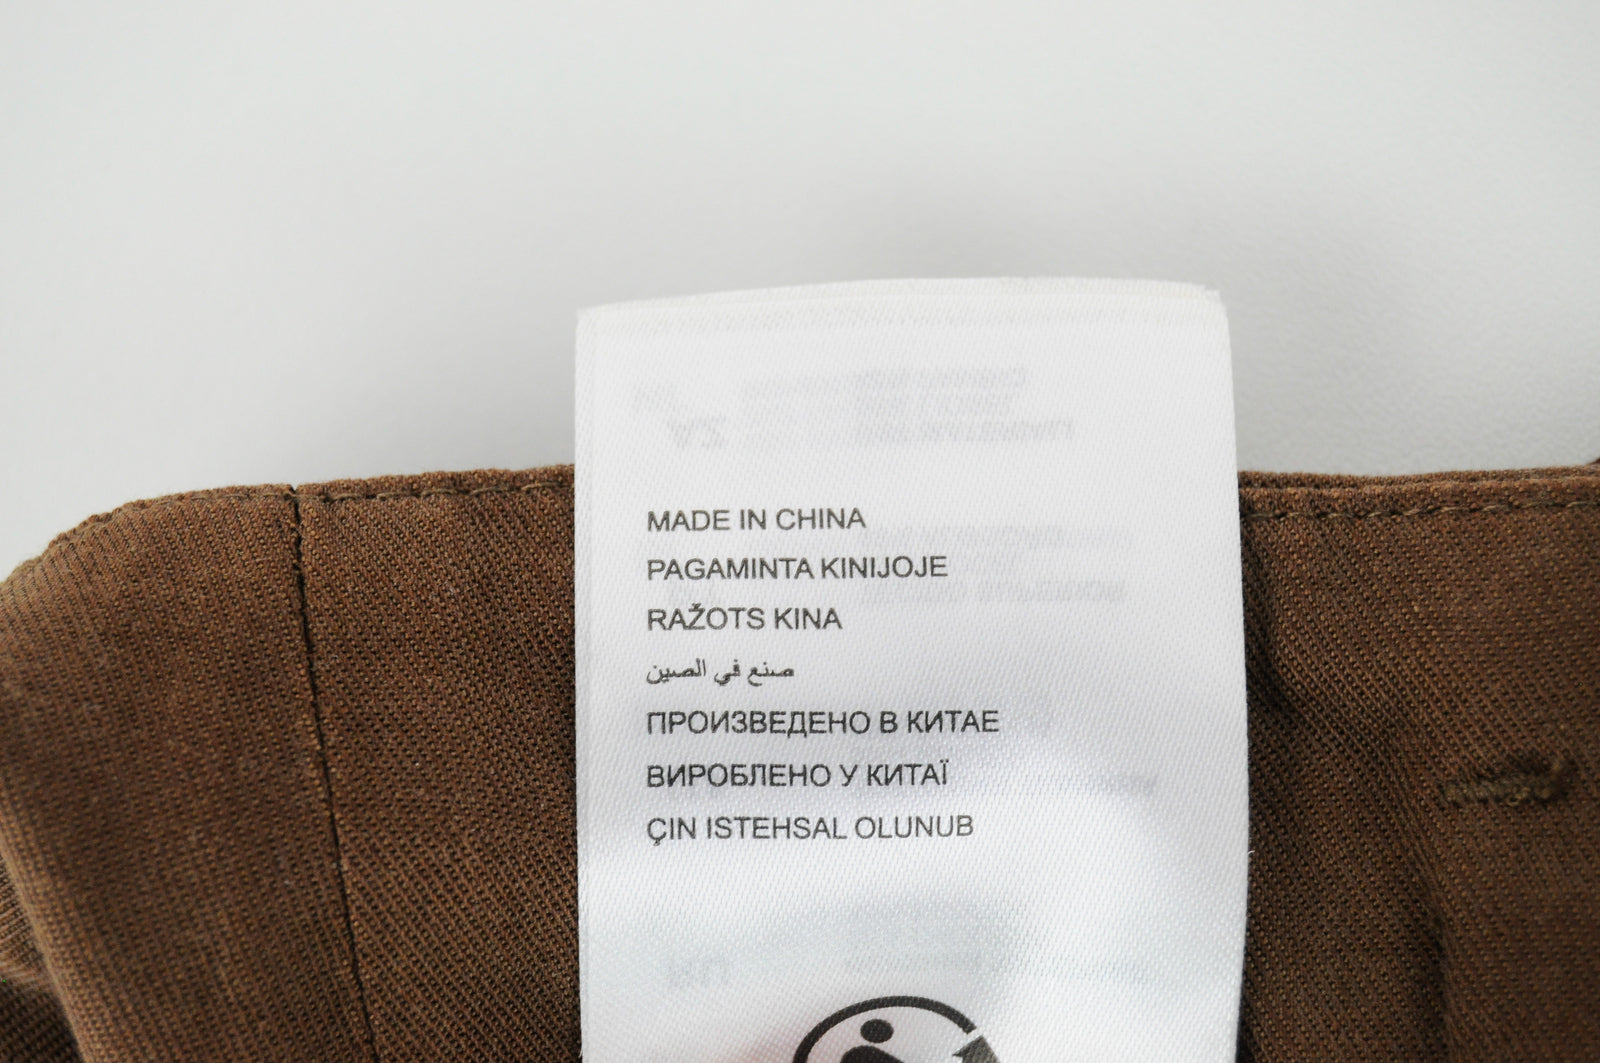 MADE IN CHINA
PAGAMINTA KINIJOJE
RAŽOTS KINA
صنع في الصين
ПРОИЗВЕДЕНО В КИТАЕ
ВИРОБЛЕНО У КИТАЇ
ÇIN ISTEHSAL OLUNUB